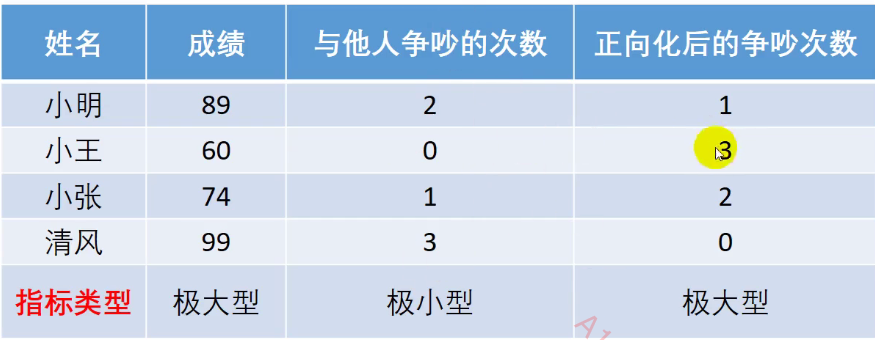 姓名 成绩 与他人争吵的次数 正向化后的争吵次数
小明 89 2 1
小王 60 0 3
小张 74 1 2
清风 99 3 0
指标类型 极大型 极小型 极大型